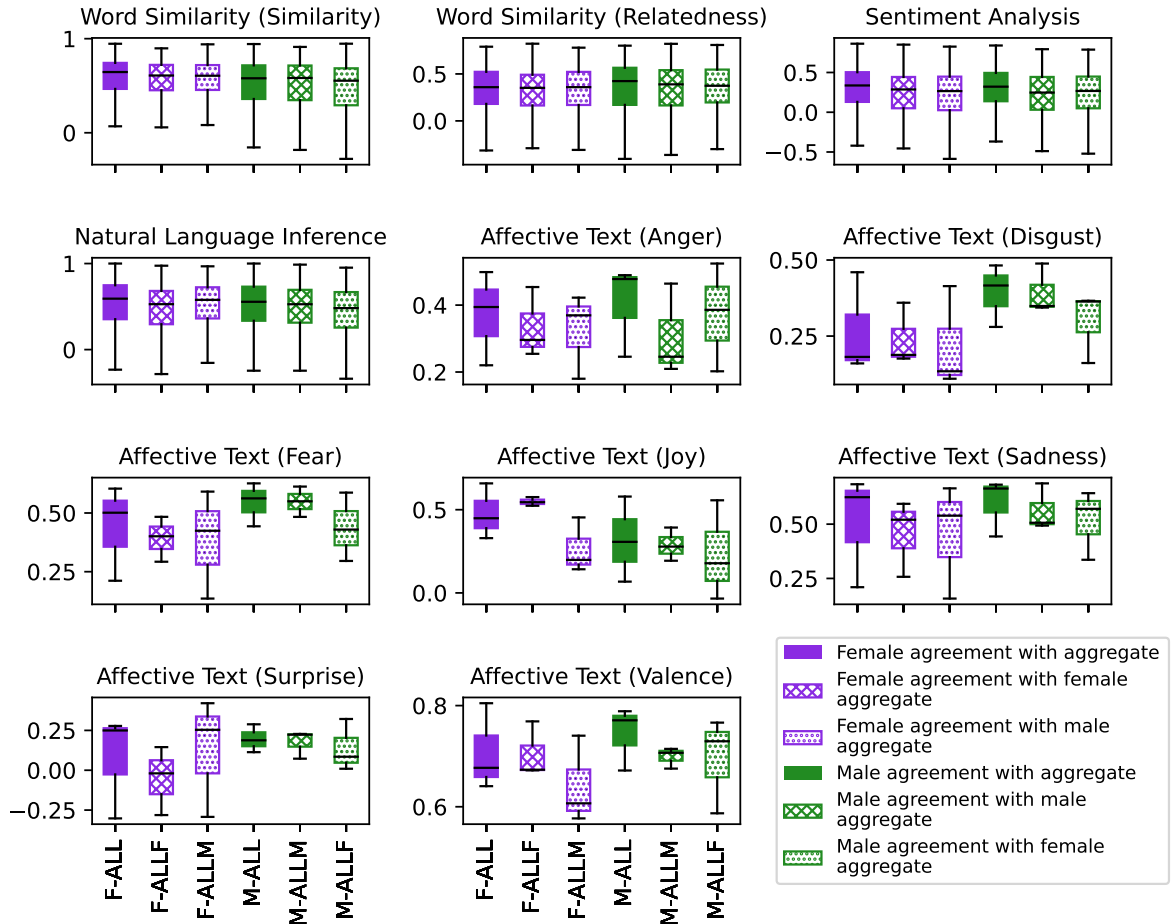 Word Similarity (Similarity)
Word Similarity (Relatedness)
Sentiment Analysis
1
0
0.5
0.0
0.5
0.0
−0.5
Natural Language Inference
Affective Text (Anger)
Affective Text (Disgust)
1
0
0.4
0.2
0.50
0.25
Affective Text (Fear)
Affective Text (Joy)
Affective Text (Sadness)
0.50
0.25
0.5
0.0
0.50
0.25
Affective Text (Surprise)
Affective Text (Valence)
0.25
0.00
−0.25
0.8
0.6
F-ALL
F-ALLF
F-ALLM
M-ALL
M-ALLM
M-ALLF
F-ALL
F-ALLF
F-ALLM
M-ALL
M-ALLM
M-ALLF
Female agreement with aggregate
Female agreement with female
aggregate
Female agreement with male
aggregate
Male agreement with aggregate
Male agreement with male
aggregate
Male agreement with female
aggregate